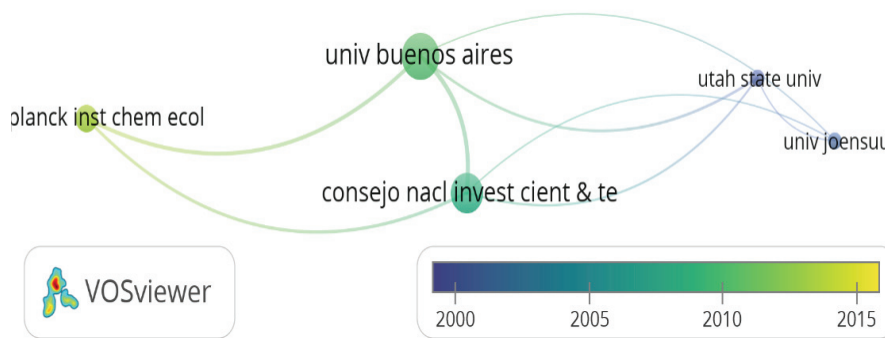 univ buenos aires
utah state univ
planck inst chem ecol
univ joensuu
consejo nacl invest cient & te
VOSviewer
2000 2005 2010 2015